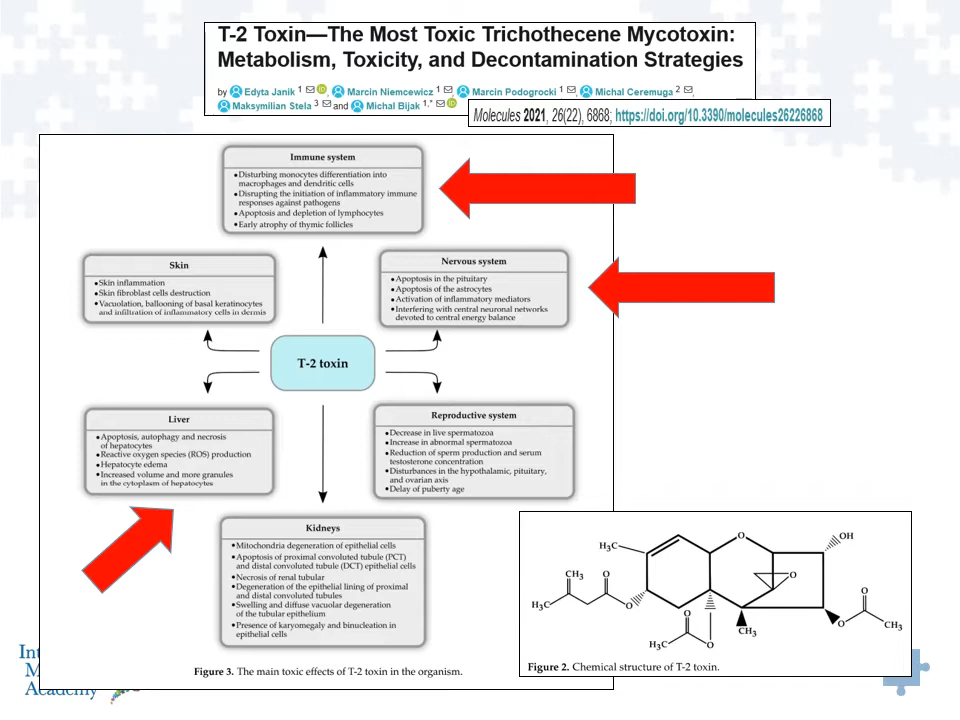 T-2 Toxin—The Most Toxic Trichothecene Mycotoxin:
Metabolism, Toxicity, and Decontamination Strategies
by Edyta Janik 1, Marcin Niemcewicz 1, Marcin Podogrocki 1, Michal Ceremuga 2,
Maksymilian Stela 3 and Michal Bijak 1,*
Molecules 2021, 26(22), 6868; https://doi.org/10.3390/molecules26226868
Immune system
•Disturbing monocytes differentiation into
macrophages and dendritic cells
•Disrupting the initiation of inflammatory immune
responses against pathogens
•Apoptosis and depletion of lymphocytes
•Early atrophy of thymic follicles
Skin
•Skin inflammation
•Skin fibroblast cells destruction
•Vacuolation, ballooning of basal keratinocytes
and infiltration of inflammatory cells in dermis
Nervous system
•Apoptosis in the pituitary
•Apoptosis of the astrocytes
•Activation of inflammatory mediators
•Interfering with central neuronal networks
devoted to central energy balance
T-2 toxin
Liver
•Apoptosis, autophagy and necrosis
of hepatocytes
•Reactive oxygen species (ROS) production
•Hepatocyte edema
•Increased volume and more granules
in the cytoplasm of hepatocytes
Reproductive system
•Decrease in live spermatozoa
•Increase in abnormal spermatozoa
•Reduction of sperm production and serum
testosterone concentration
•Disturbances in the hypothalamic, pituitary,
and ovarian axis
•Delay of puberty age
Kidneys
•Mitochondria degeneration of epithelial cells
•Apoptosis of proximal convoluted tubule (PCT)
and distal convoluted tubule (DCT) epithelial cells
•Necrosis of renal tubular
•Degeneration of the epithelial lining of proximal
and distal convoluted tubules
•Swelling and diffuse vacuolar degeneration
of the tubular epithelium
•Presence of karyomegaly and binucleation in
epithelial cells
Figure 3. The main toxic effects of T-2 toxin in the organism.
O
OH
H₃C
CH₃
O
O
H₃C
O
O
O
CH₃
O
CH₃
H₃C
O
Figure 2. Chemical structure of T-2 toxin.
Int
M
Academy